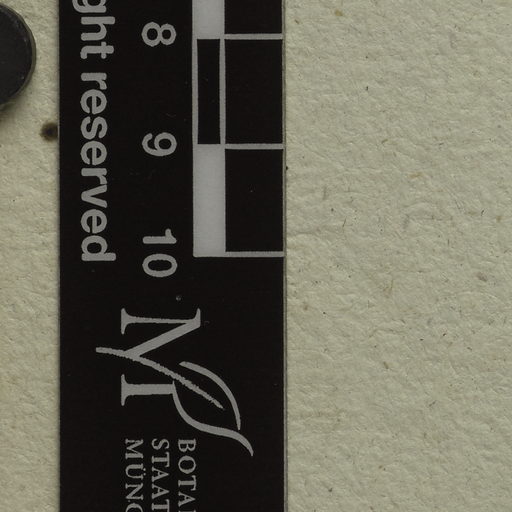 ght reserved
8
9
10
M
BOTA
STAAT
MÜNC